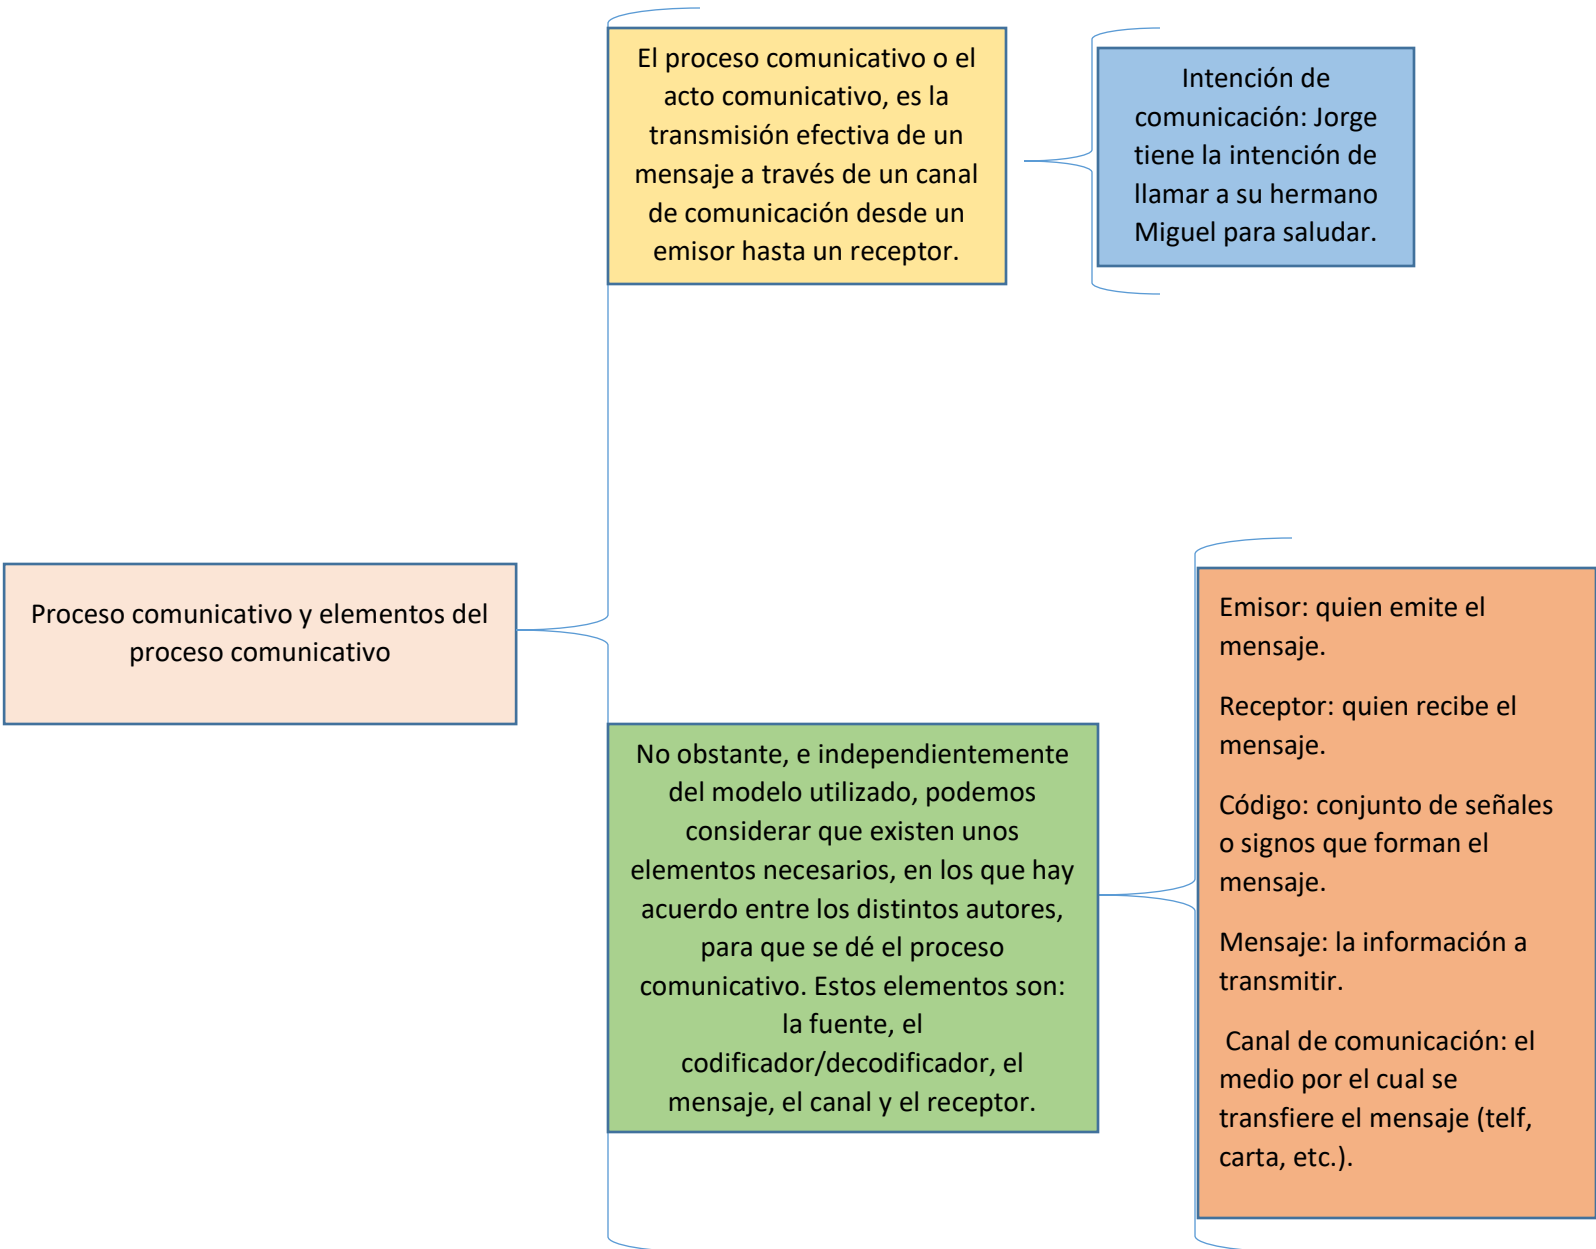 El proceso comunicativo o el
acto comunicativo, es la
transmisión efectiva de un
mensaje a través de un canal
de comunicación desde un
emisor hasta un receptor.
Intención de
comunicación: Jorge
tiene la intención de
llamar a su hermano
Miguel para saludar.
Proceso comunicativo y elementos del
proceso comunicativo
No obstante, e independientemente
del modelo utilizado, podemos
considerar que existen unos
elementos necesarios, en los que hay
acuerdo entre los distintos autores,
para que se dé el proceso
comunicativo. Estos elementos son:
la fuente, el
codificador/decodificador, el
mensaje, el canal y el receptor.
Emisor: quien emite el
mensaje.
Receptor: quien recibe el
mensaje.
Código: conjunto de señales
o signos que forman el
mensaje.
Mensaje: la información a
transmitir.
Canal de comunicación: el
medio por el cual se
transfiere el mensaje (telf,
carta, etc.).